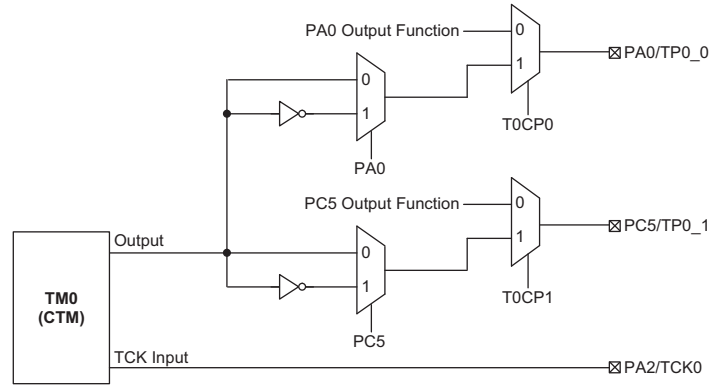 PA0 Output Function
0
1
T0CP0
PA0/TP0_0
0
1
PA0
PC5 Output Function
0
1
T0CP1
PC5/TP0_1
Output
0
1
PC5
TM0
(CTM)
TCK Input
PA2/TCK0